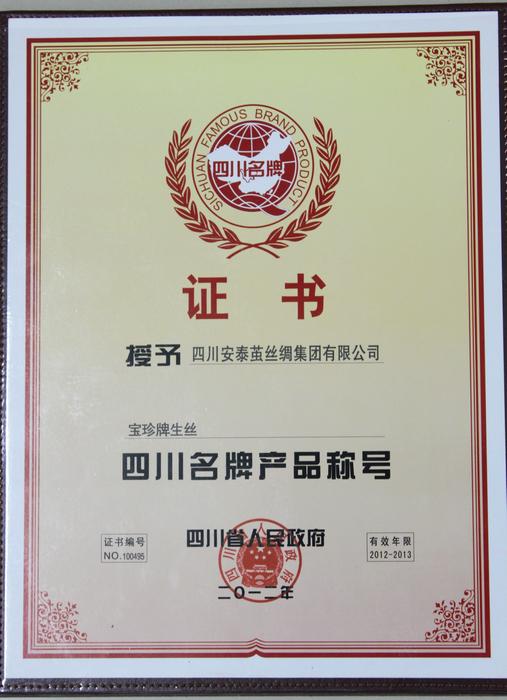 SICHUAN FAMOUS BRAND PRODUCT
四川名牌
证书
授予 四川安泰茧丝绸集团有限公司
宝珍牌生丝
四川名牌产品称号
证书编号
NO.100495
四川省人民政府
有效年限
2012-2013
二〇一二年